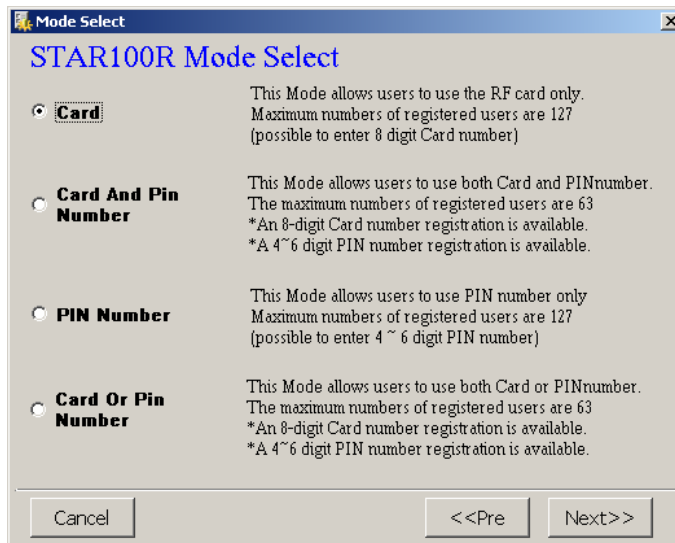 Mode Select
STAR100R Mode Select
Card
This Mode allows users to use the RF card only.
Maximum numbers of registered users are 127
(possible to enter 8 digit Card number)
Card And Pin
Number
This Mode allows users to use both Card and PINnumber.
The maximum numbers of registered users are 63
*An 8-digit Card number registration is available.
*A 4~6 digit PIN number registration is available.
PIN Number
This Mode allows users to use PIN number only
Maximum numbers of registered users are 127
(possible to enter 4 ~ 6 digit PIN number)
Card Or Pin
Number
This Mode allows users to use both Card or PINnumber.
The maximum numbers of registered users are 63
*An 8-digit Card number registration is available.
*A 4~6 digit PIN number registration is available.
Cancel
<<Pre
Next>>